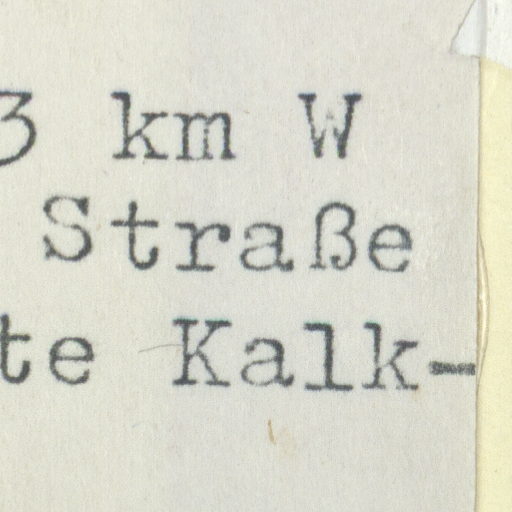 3 km W
Straße
te Kalk-